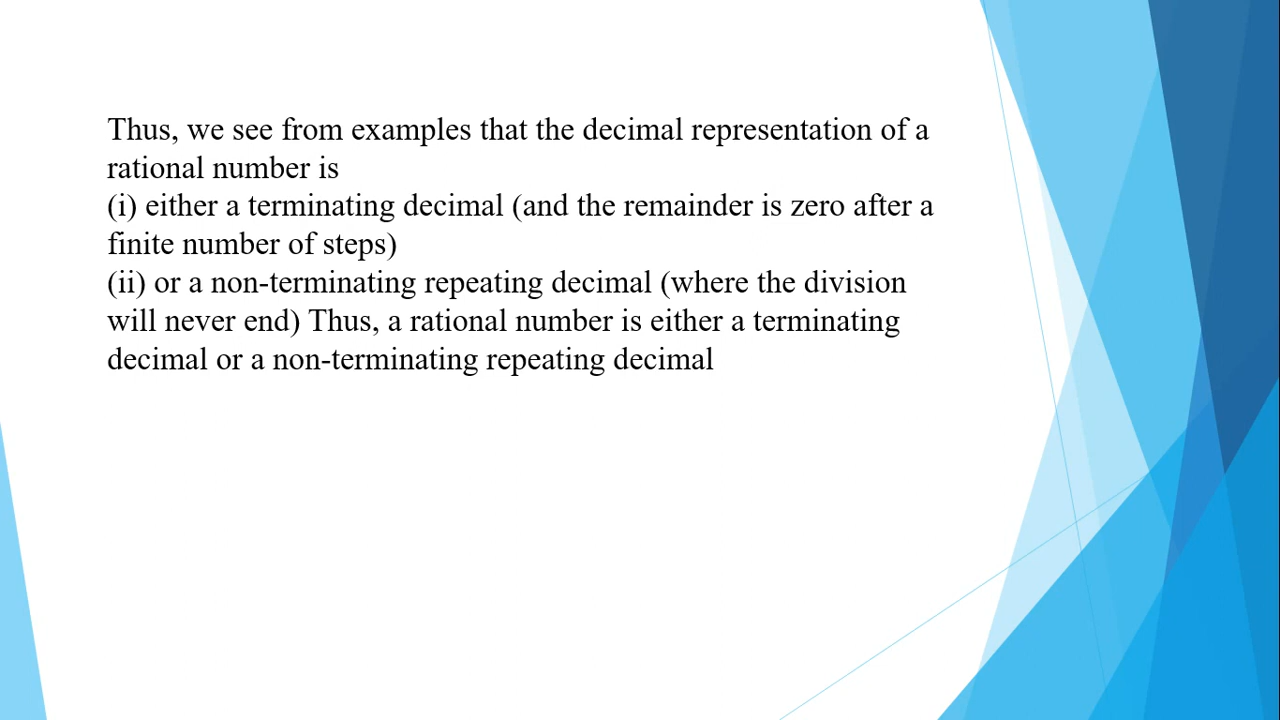 Thus, we see from examples that the decimal representation of a
rational number is
(i) either a terminating decimal (and the remainder is zero after a
finite number of steps)
(ii) or a non-terminating repeating decimal (where the division
will never end) Thus, a rational number is either a terminating
decimal or a non-terminating repeating decimal